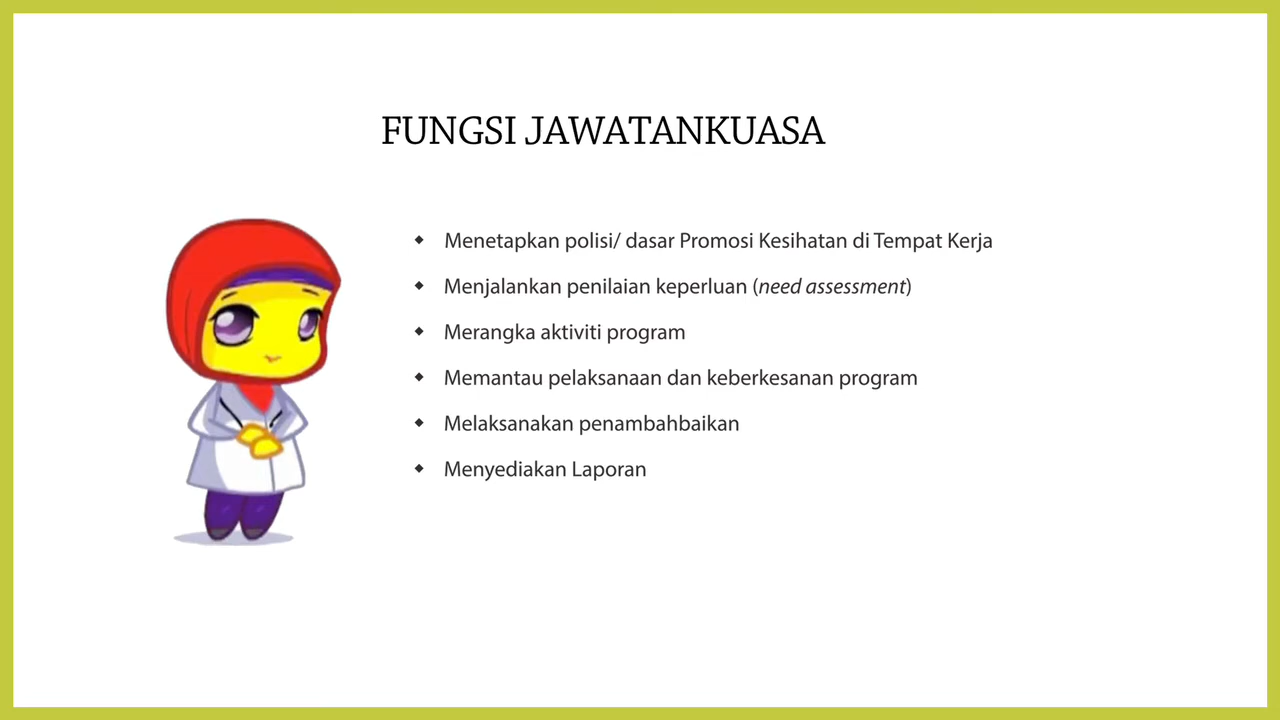 FUNGSI JAWATANKUASA
◆ Menetapkan polisi/ dasar Promosi Kesihatan di Tempat Kerja
◆ Menjalankan penilaian keperluan (need assessment)
◆ Merangka aktiviti program
◆ Memantau pelaksanaan dan keberkesanan program
◆ Melaksanakan penambahbaikan
◆ Menyediakan Laporan